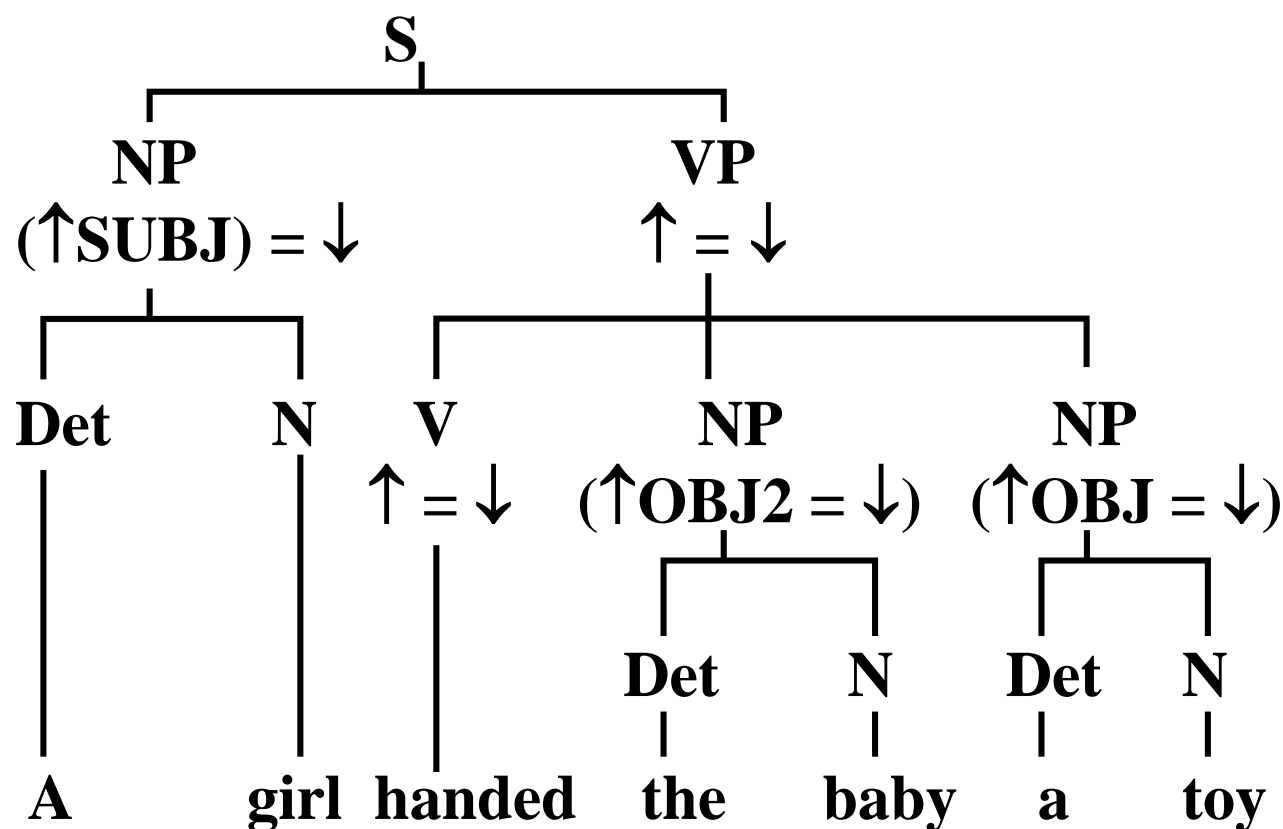 S
NP VP
(↑SUBJ) = ↓ ↑ = ↓
Det N V NP NP
↑ = ↓ (↑OBJ2 = ↓) (↑OBJ = ↓)
Det N Det N
A girl handed the baby a toy